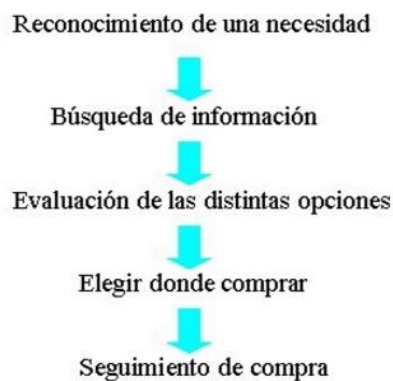 Reconocimiento de una necesidad
Búsqueda de información
Evaluación de las distintas opciones
Elegir donde comprar
Seguimiento de compra